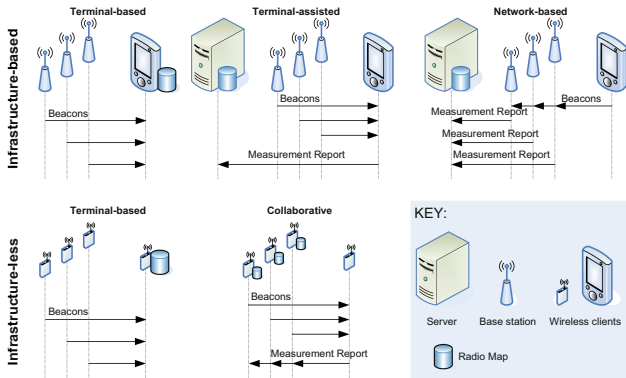 Terminal-based
Terminal-assisted
Network-based
Infrastructure-based
Beacons
Beacons
Beacons
Measurement Report
Measurement Report
Measurement Report
Measurement Report
Terminal-based
Collaborative
Infrastructure-less
Beacons
Beacons
Measurement Report
KEY:
Server
Base station
Wireless clients
Radio Map